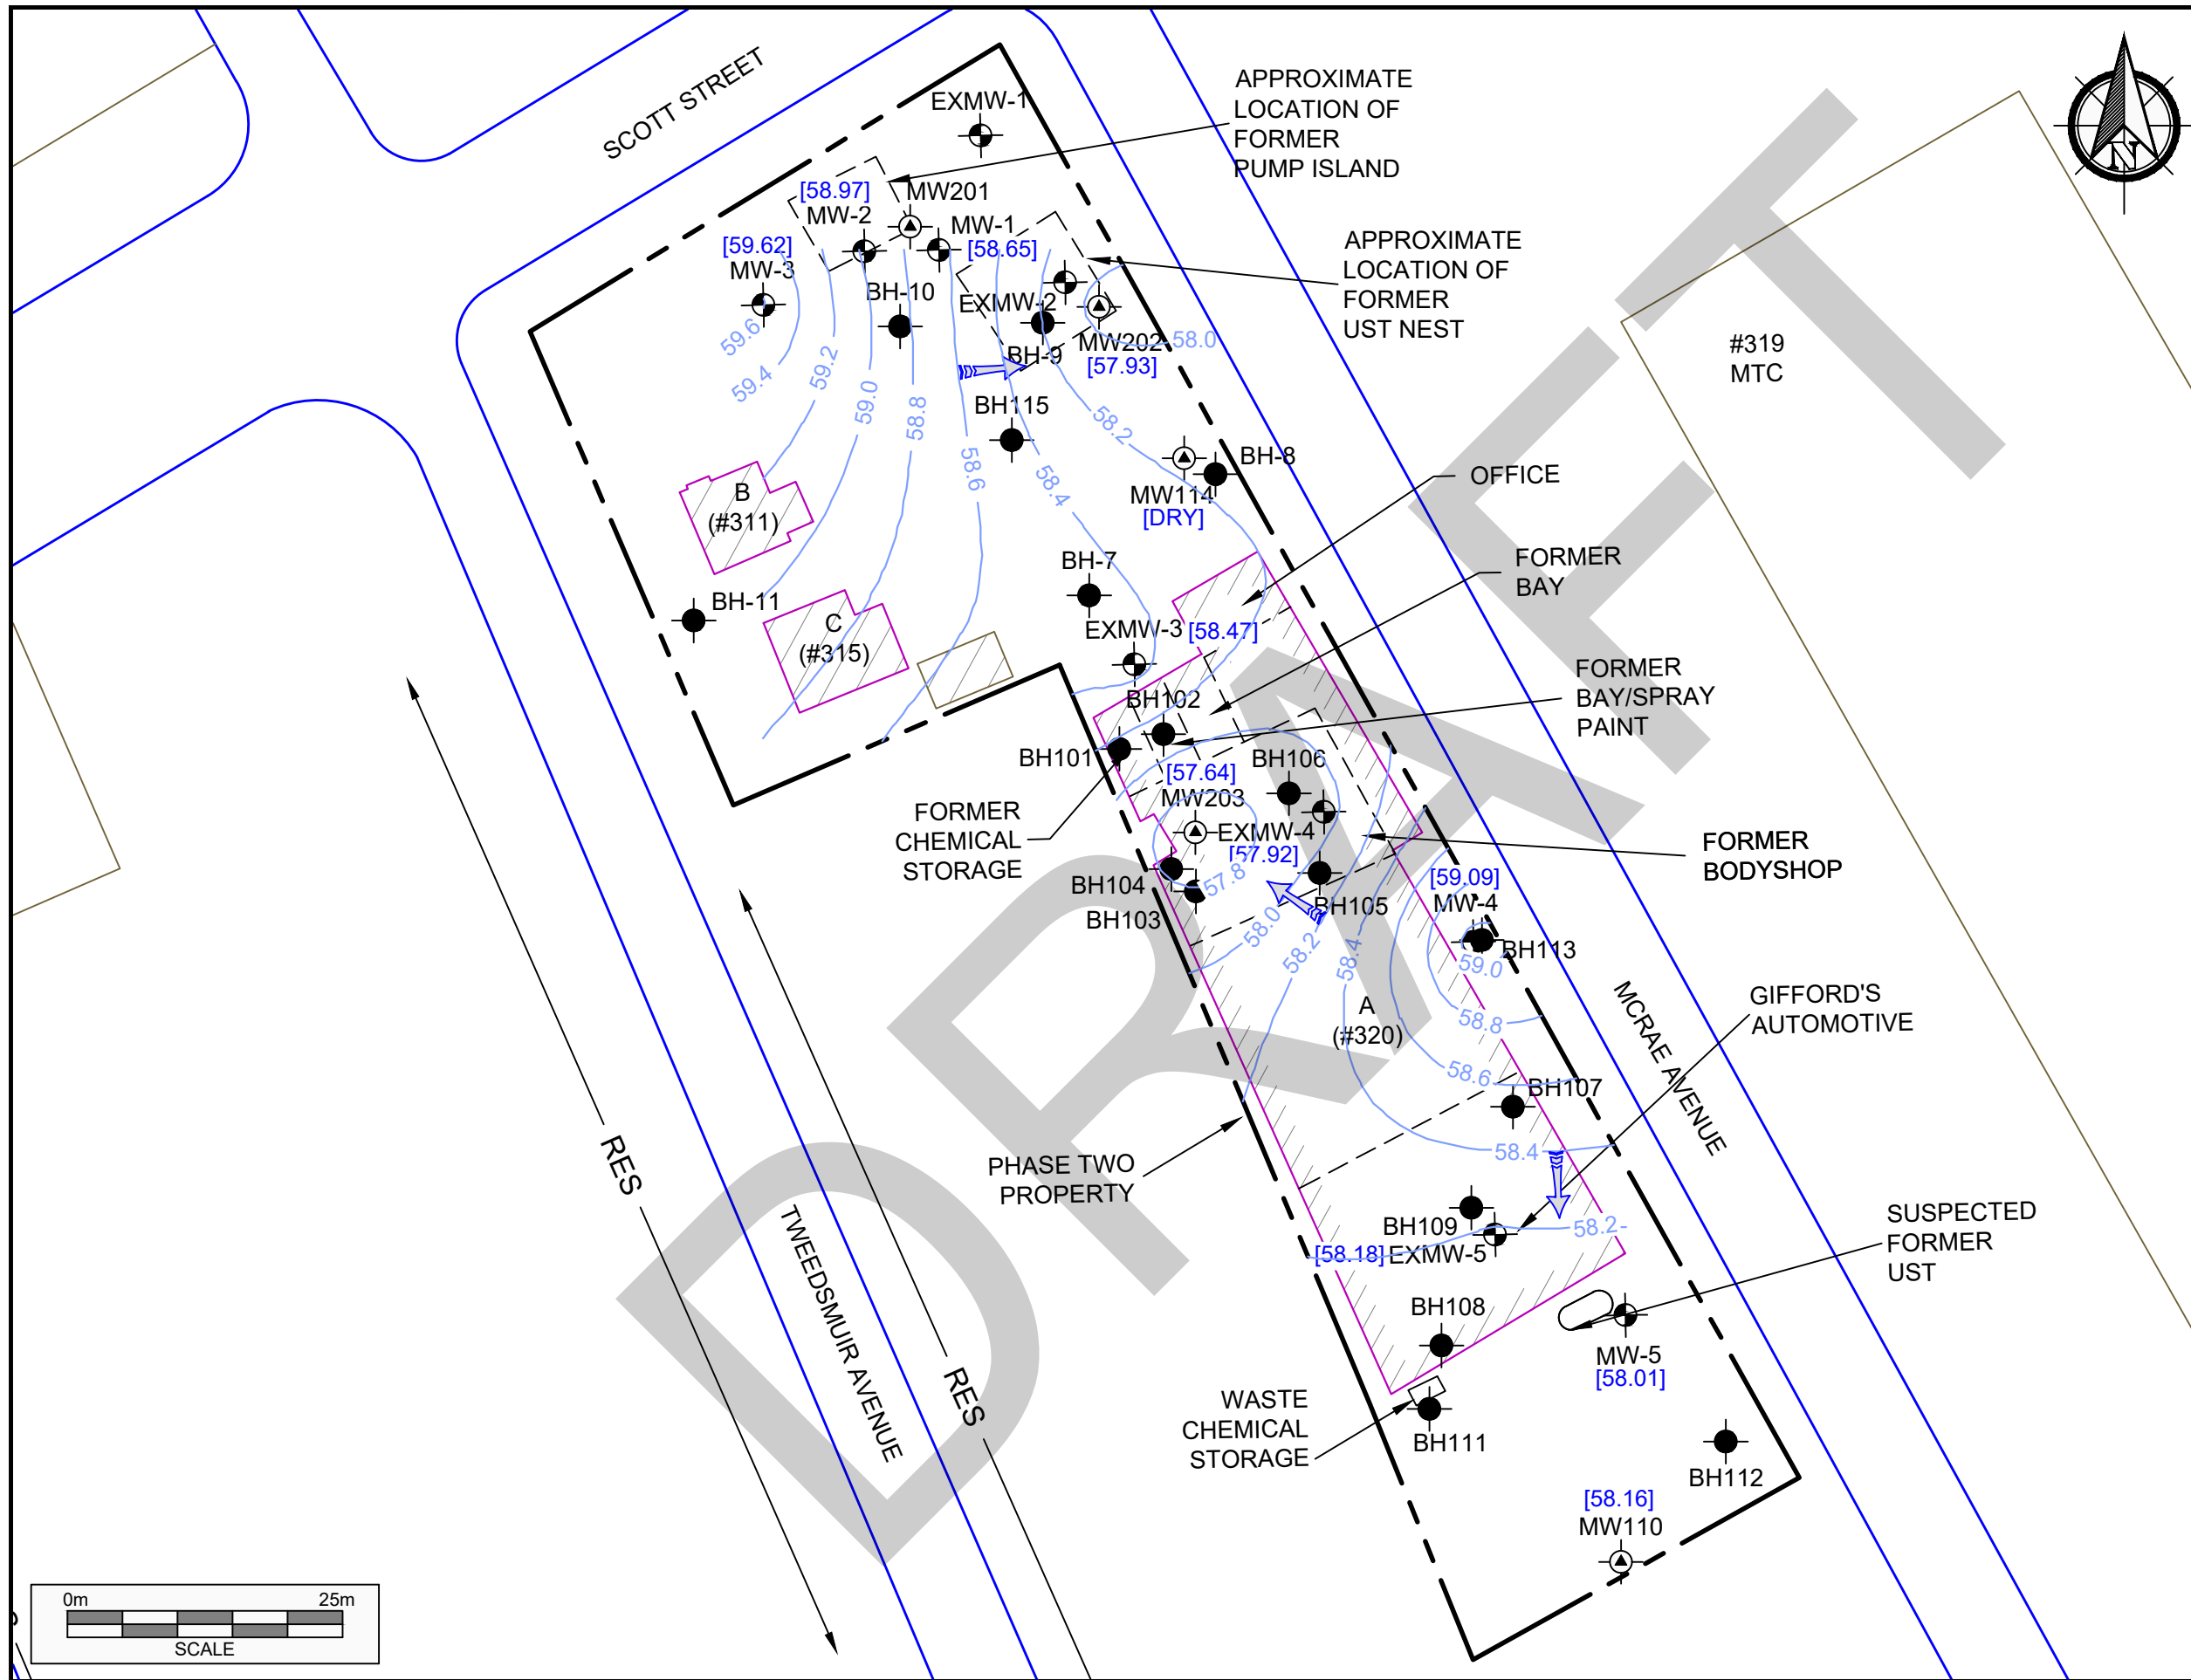 SCOTT STREET
EXMW-1
APPROXIMATE
LOCATION OF
FORMER
PUMP ISLAND
N
[58.97]
MW-2
MW201
MW-1
[58.65]
[59.62]
MW-3
APPROXIMATE
LOCATION OF
FORMER
UST NEST
BH-10
EXMW-2
BH-9
MW202
[57.93]
58.0
#319
MTC
59.6
59.4
59.2
59.0
58.8
58.6
58.4
58.2
BH115
BH-8
MW114
[DRY]
OFFICE
B
(#311)
BH-7
FORMER
BAY
BH-11
C
(#315)
EXMW-3
[58.47]
FORMER
BAY/SPRAY
PAINT
BH102
BH101
[57.64]
MW203
BH106
EXMW-4
[57.92]
FORMER
CHEMICAL
STORAGE
FORMER
BODYSHOP
BH104
BH103
57.8
58.0
58.2
58.4
BH105
[59.09]
MW-4
BH113
59.0
58.8
58.6
58.4
58.2
A
(#320)
GIFFORD'S
AUTOMOTIVE
MCRAE AVENUE
BH107
PHASE TWO
PROPERTY
RES
TWEEDSMUIR AVENUE
RES
BH109
[58.18]
EXMW-5
SUSPECTED
FORMER
UST
BH108
MW-5
[58.01]
WASTE
CHEMICAL
STORAGE
BH111
BH112
[58.16]
MW110
0m 25m
SCALE
DRAFT